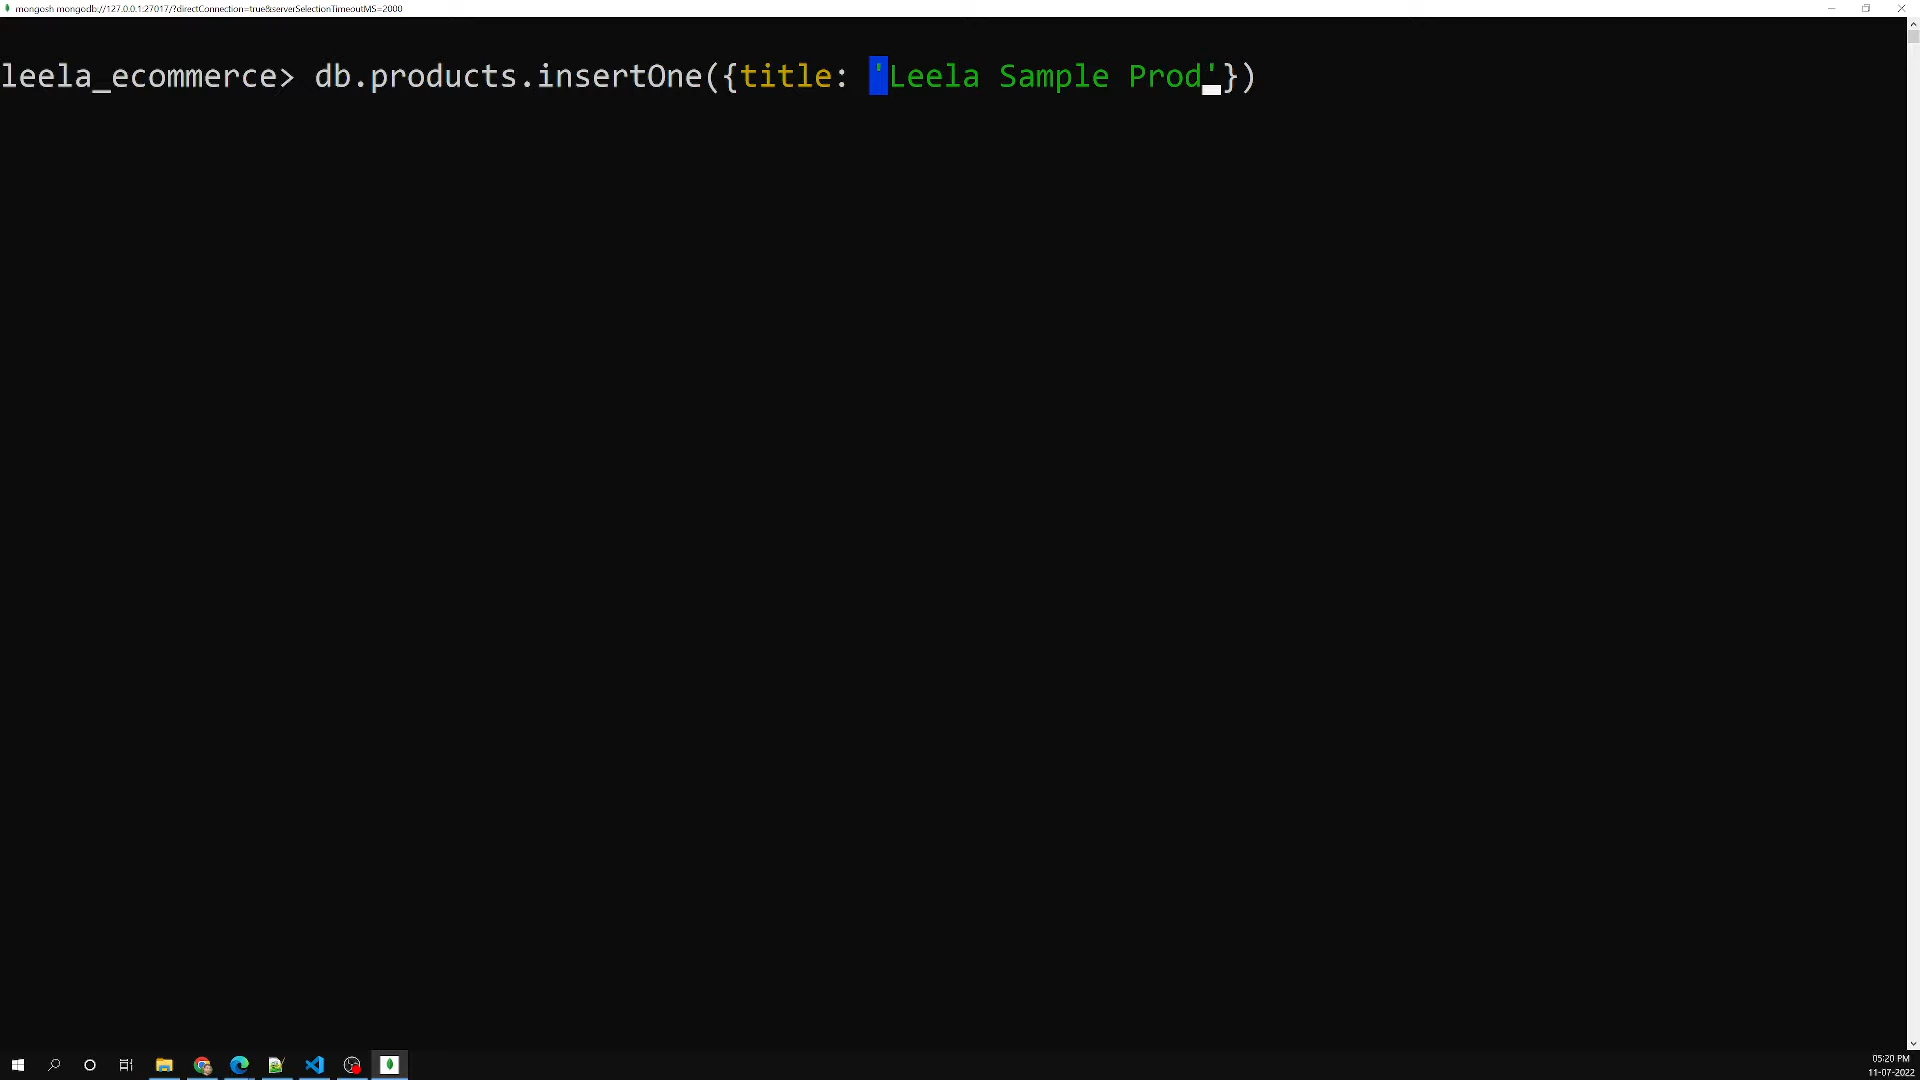 mongosh mongodb://127.0.0.1:27017/?directConnection=true&serverSelectionTimeoutMS=2000
leela_ecommerce> db.products.insertOne({title: 'Leela Sample Prod'})
05:20 PM
11-07-2022